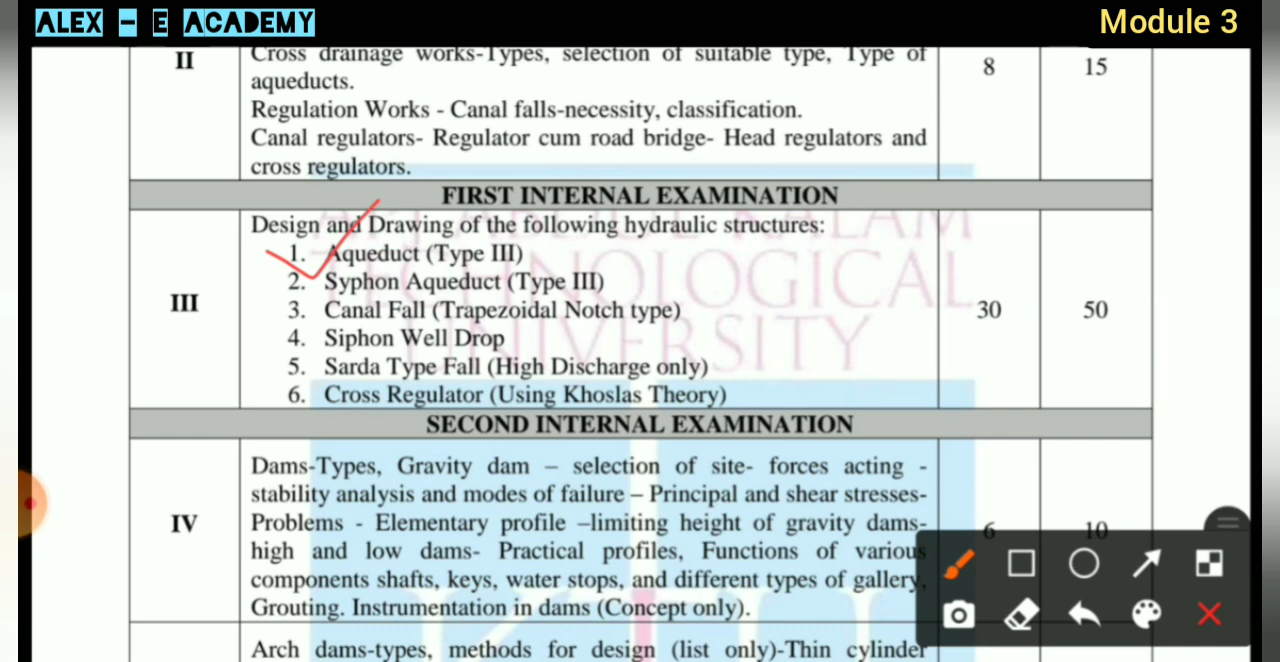 ALEX - E ACADEMY
Module 3
II
Cross drainage works-Types, selection of suitable type, Type of
aqueducts.
8
15
Regulation Works - Canal falls-necessity, classification.
Canal regulators- Regulator cum road bridge- Head regulators and
cross regulators.
FIRST INTERNAL EXAMINATION
Design and Drawing of the following hydraulic structures:
1. Aqueduct (Type III)
2. Syphon Aqueduct (Type III)
III
3. Canal Fall (Trapezoidal Notch type)
30
50
4. Siphon Well Drop
5. Sarda Type Fall (High Discharge only)
6. Cross Regulator (Using Khoslas Theory)
KALAM
TECHNOLOGICAL
UNIVERSITY
SECOND INTERNAL EXAMINATION
Dams-Types, Gravity dam – selection of site- forces acting -
stability analysis and modes of failure – Principal and shear stresses-
IV
Problems - Elementary profile –limiting height of gravity dams-
6
10
high and low dams- Practical profiles, Functions of various
components shafts, keys, water stops, and different types of gallery,
Grouting. Instrumentation in dams (Concept only).
Arch dams-types, methods for design (list only)-Thin cylinder